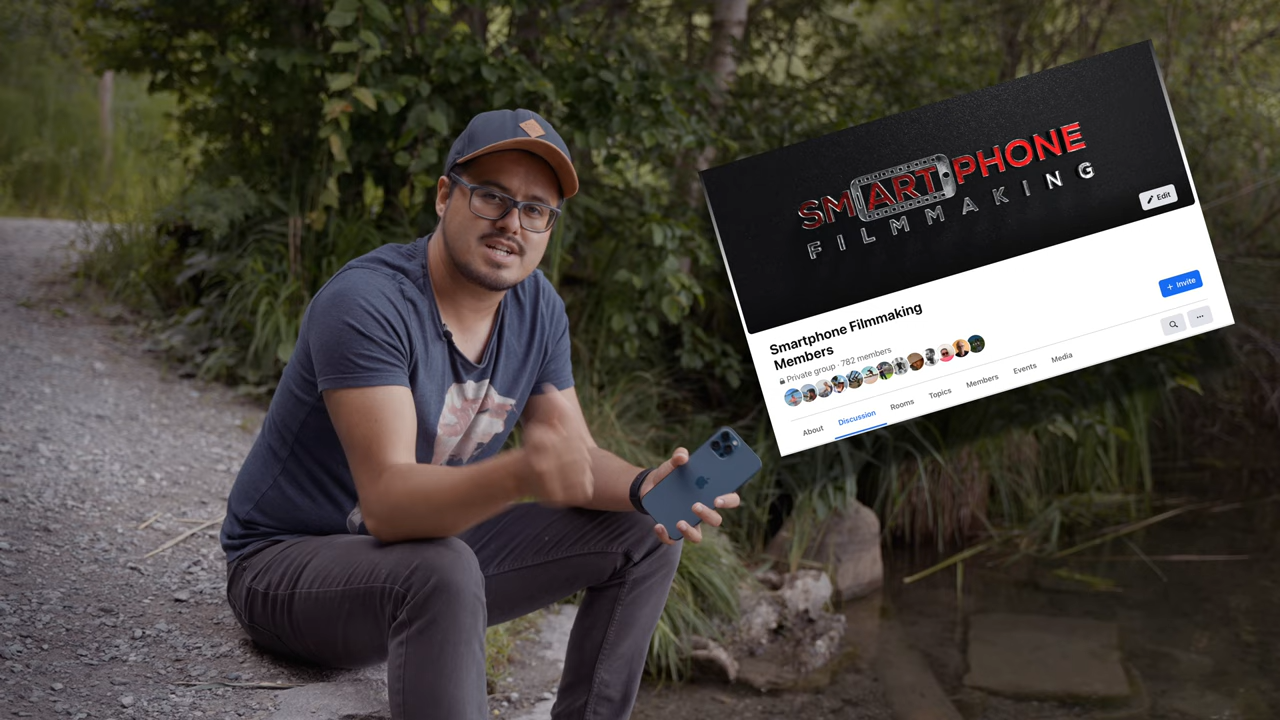 SMARTPHONE
FILMMAKING
Edit
Smartphone Filmmaking
Members
Private group · 782 members
+ Invite
About
Discussion
Rooms
Topics
Members
Events
Media